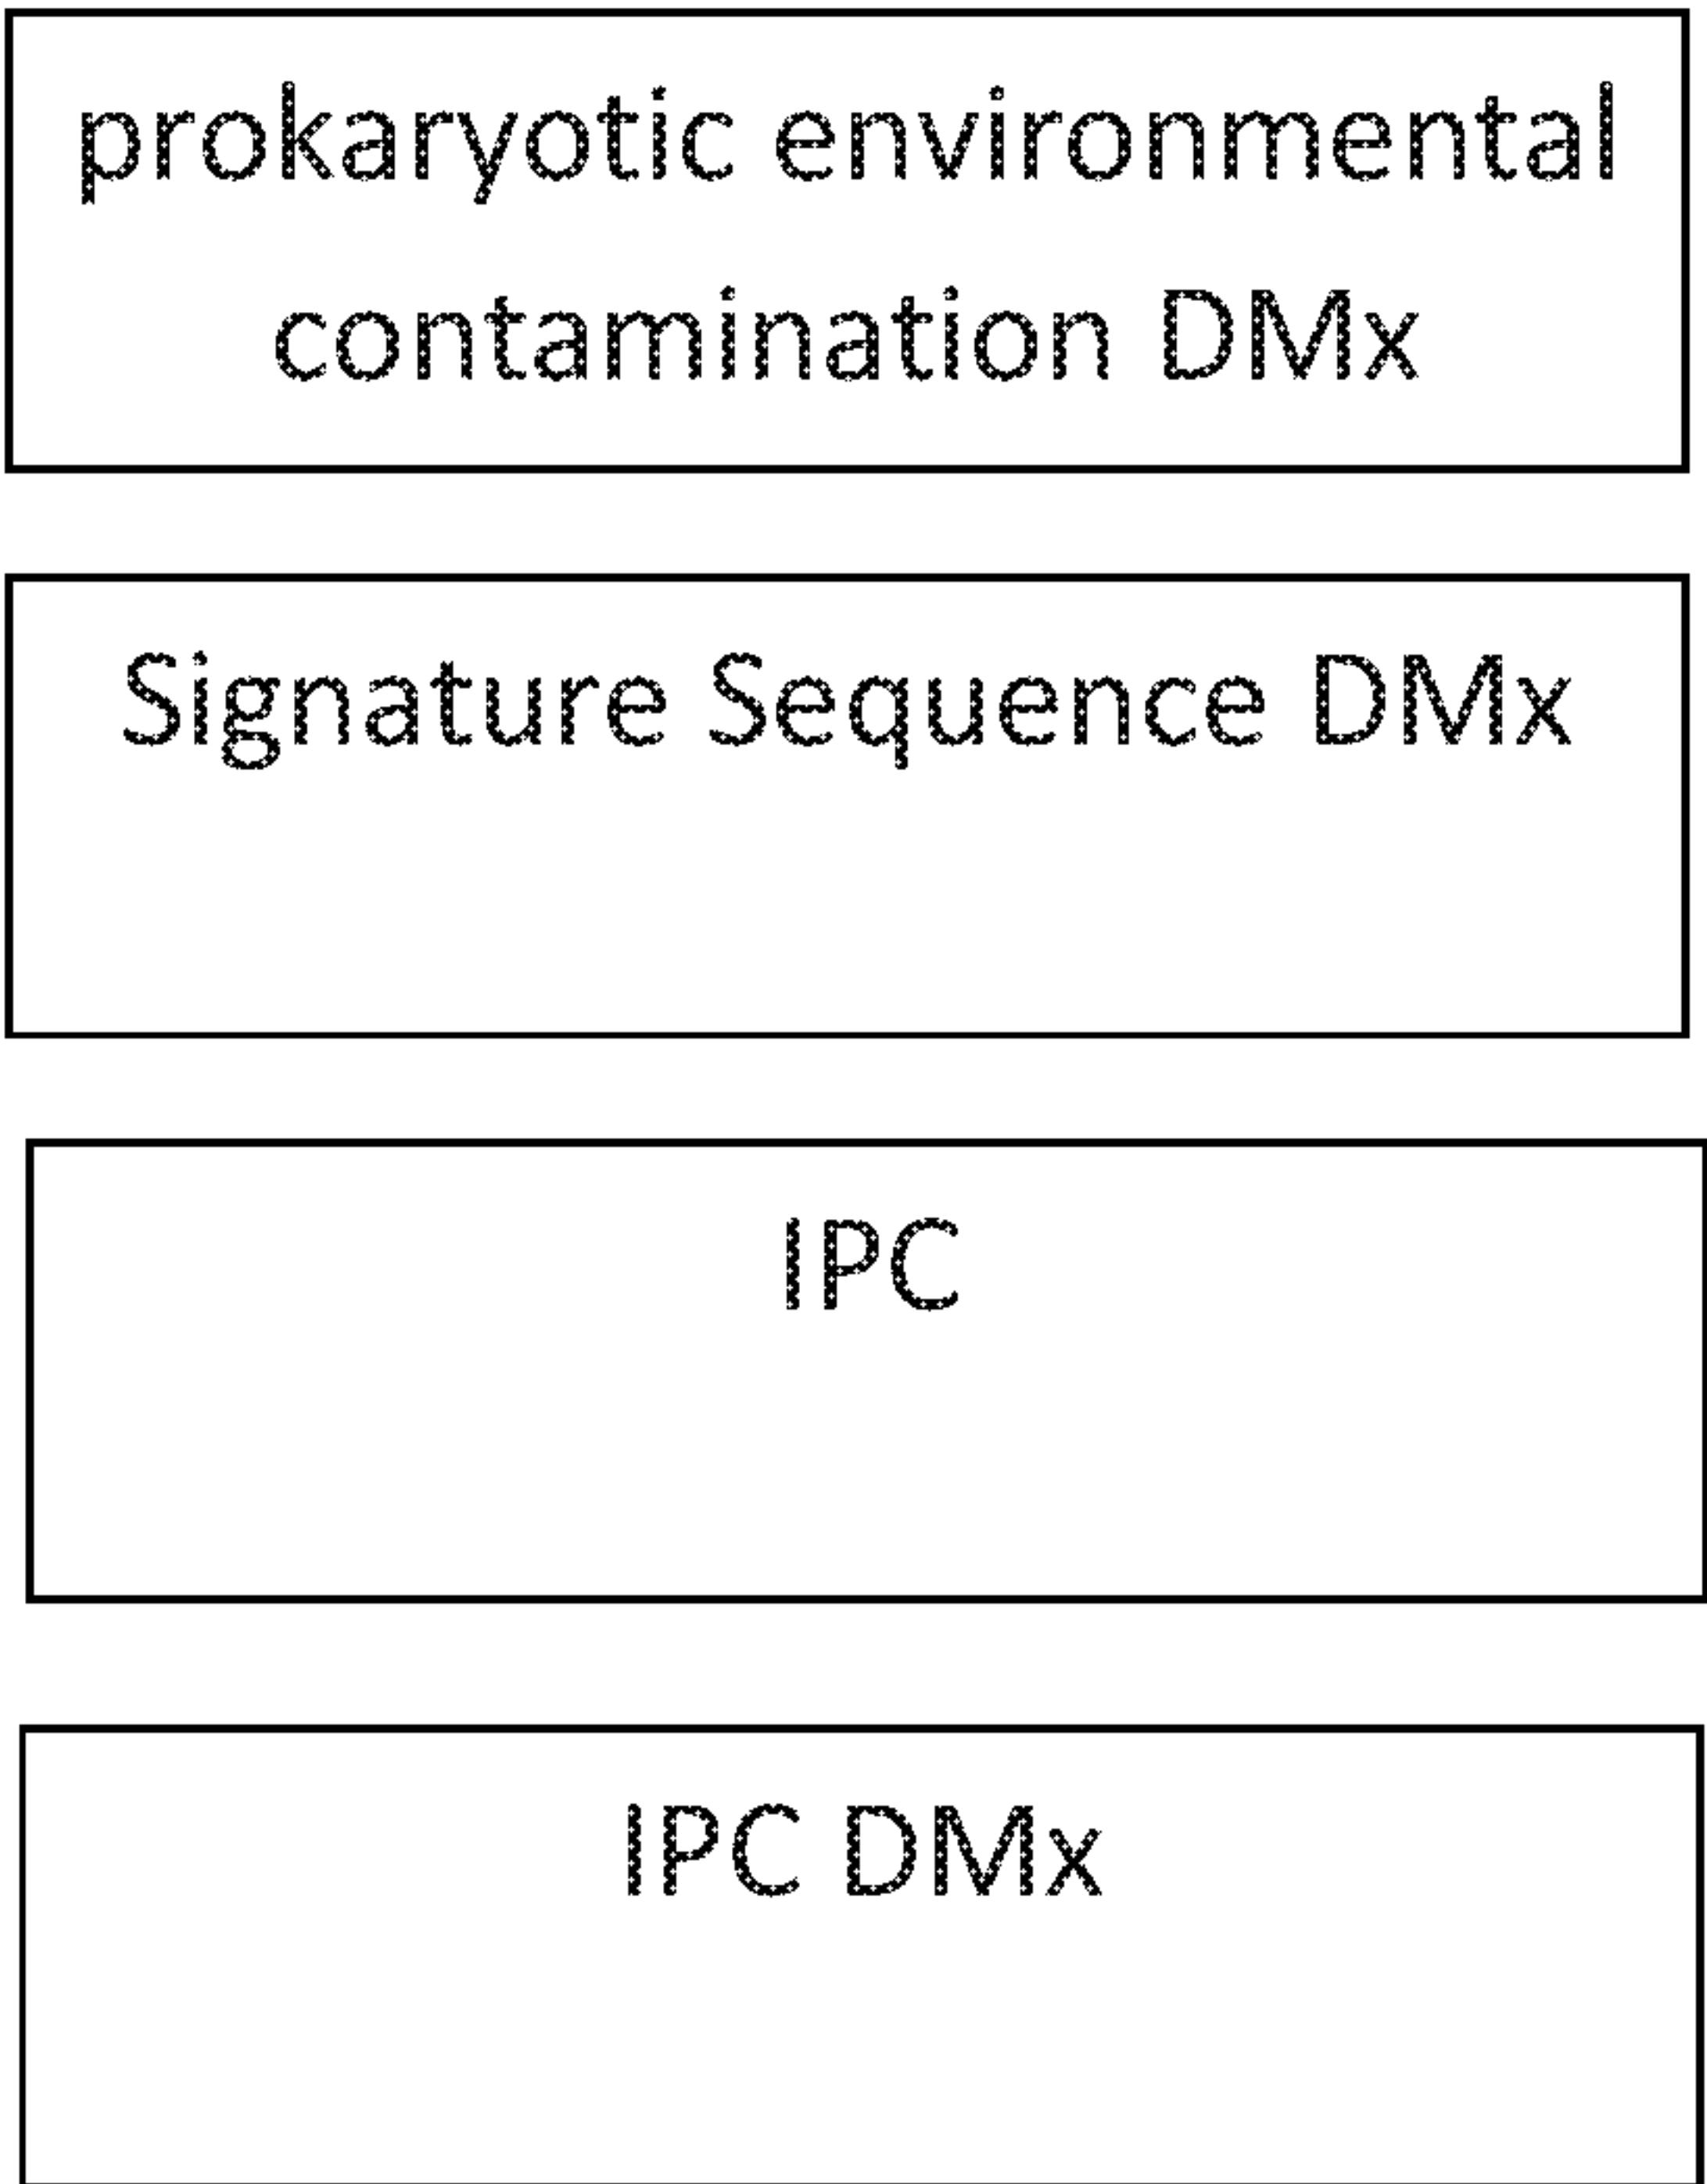 prokaryotic environmental
contamination DMx
Signature Sequence DMx
IPC
IPC DMx